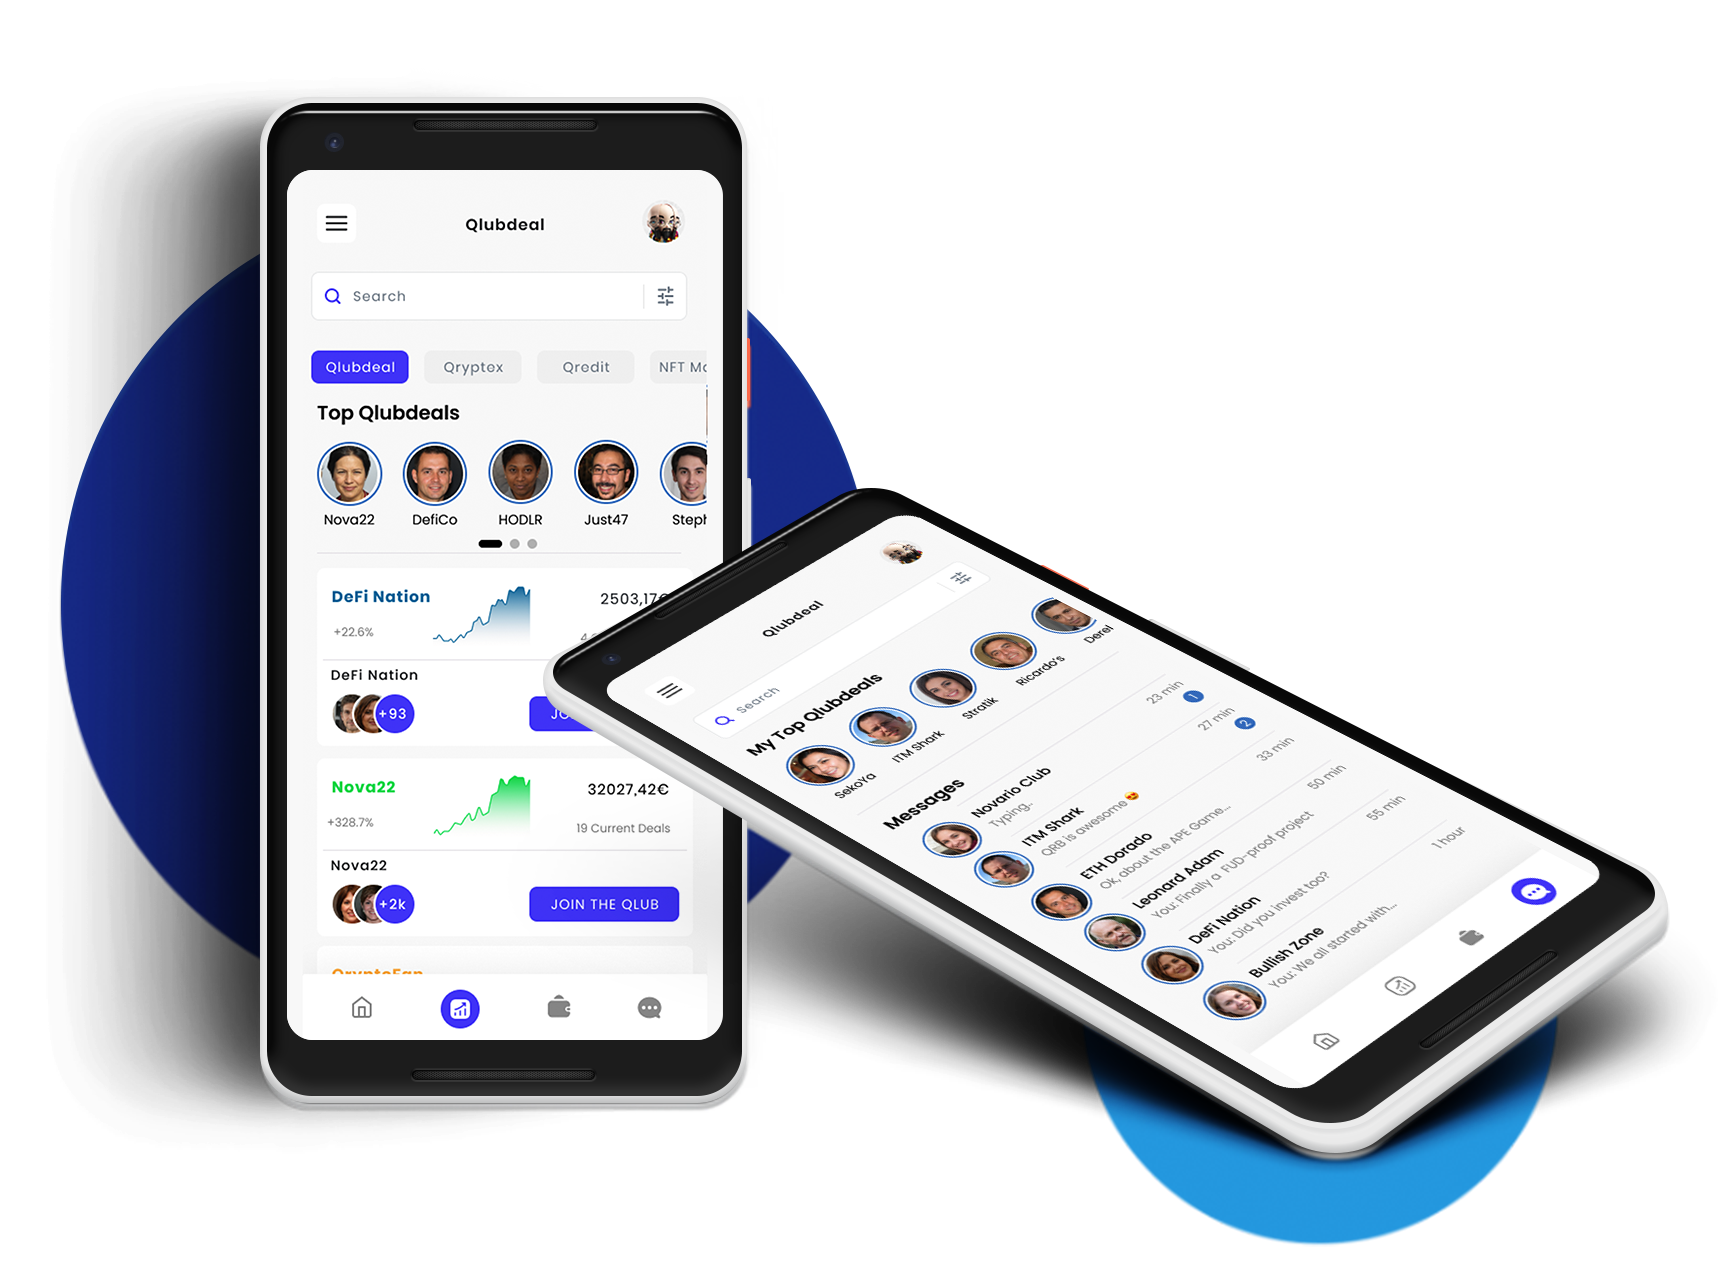 Qlubdeal
Search
Qlubdeal
Qryptex
Qredit
NFT
Top Qlubdeals
Nova22
DefiCo
HODLR
Just47
Steph
DeFi Nation
2503,17€
+22.6%
DeFi Nation
+93
Nova22
32027,42€
+328.7%
19 Current Deals
Nova22
+2k
JOIN THE QLUB
QryptoFan
Qlubdeal
Search
My Top Qlubdeals
SekoYa
ITM Shark
Stratik
Ricardo's
Derel
Messages
Novario Club
23 min
Typing..
1
ITM Shark
27 min
QRB is awesome 😍
2
ETH Dorado
33 min
Ok, about the APE Game...
Leonard Adam
50 min
You: Finally a FUD-proof project
DeFi Nation
55 min
You: Did you invest too?
Bullish Zone
1 hour
You: We all started with...